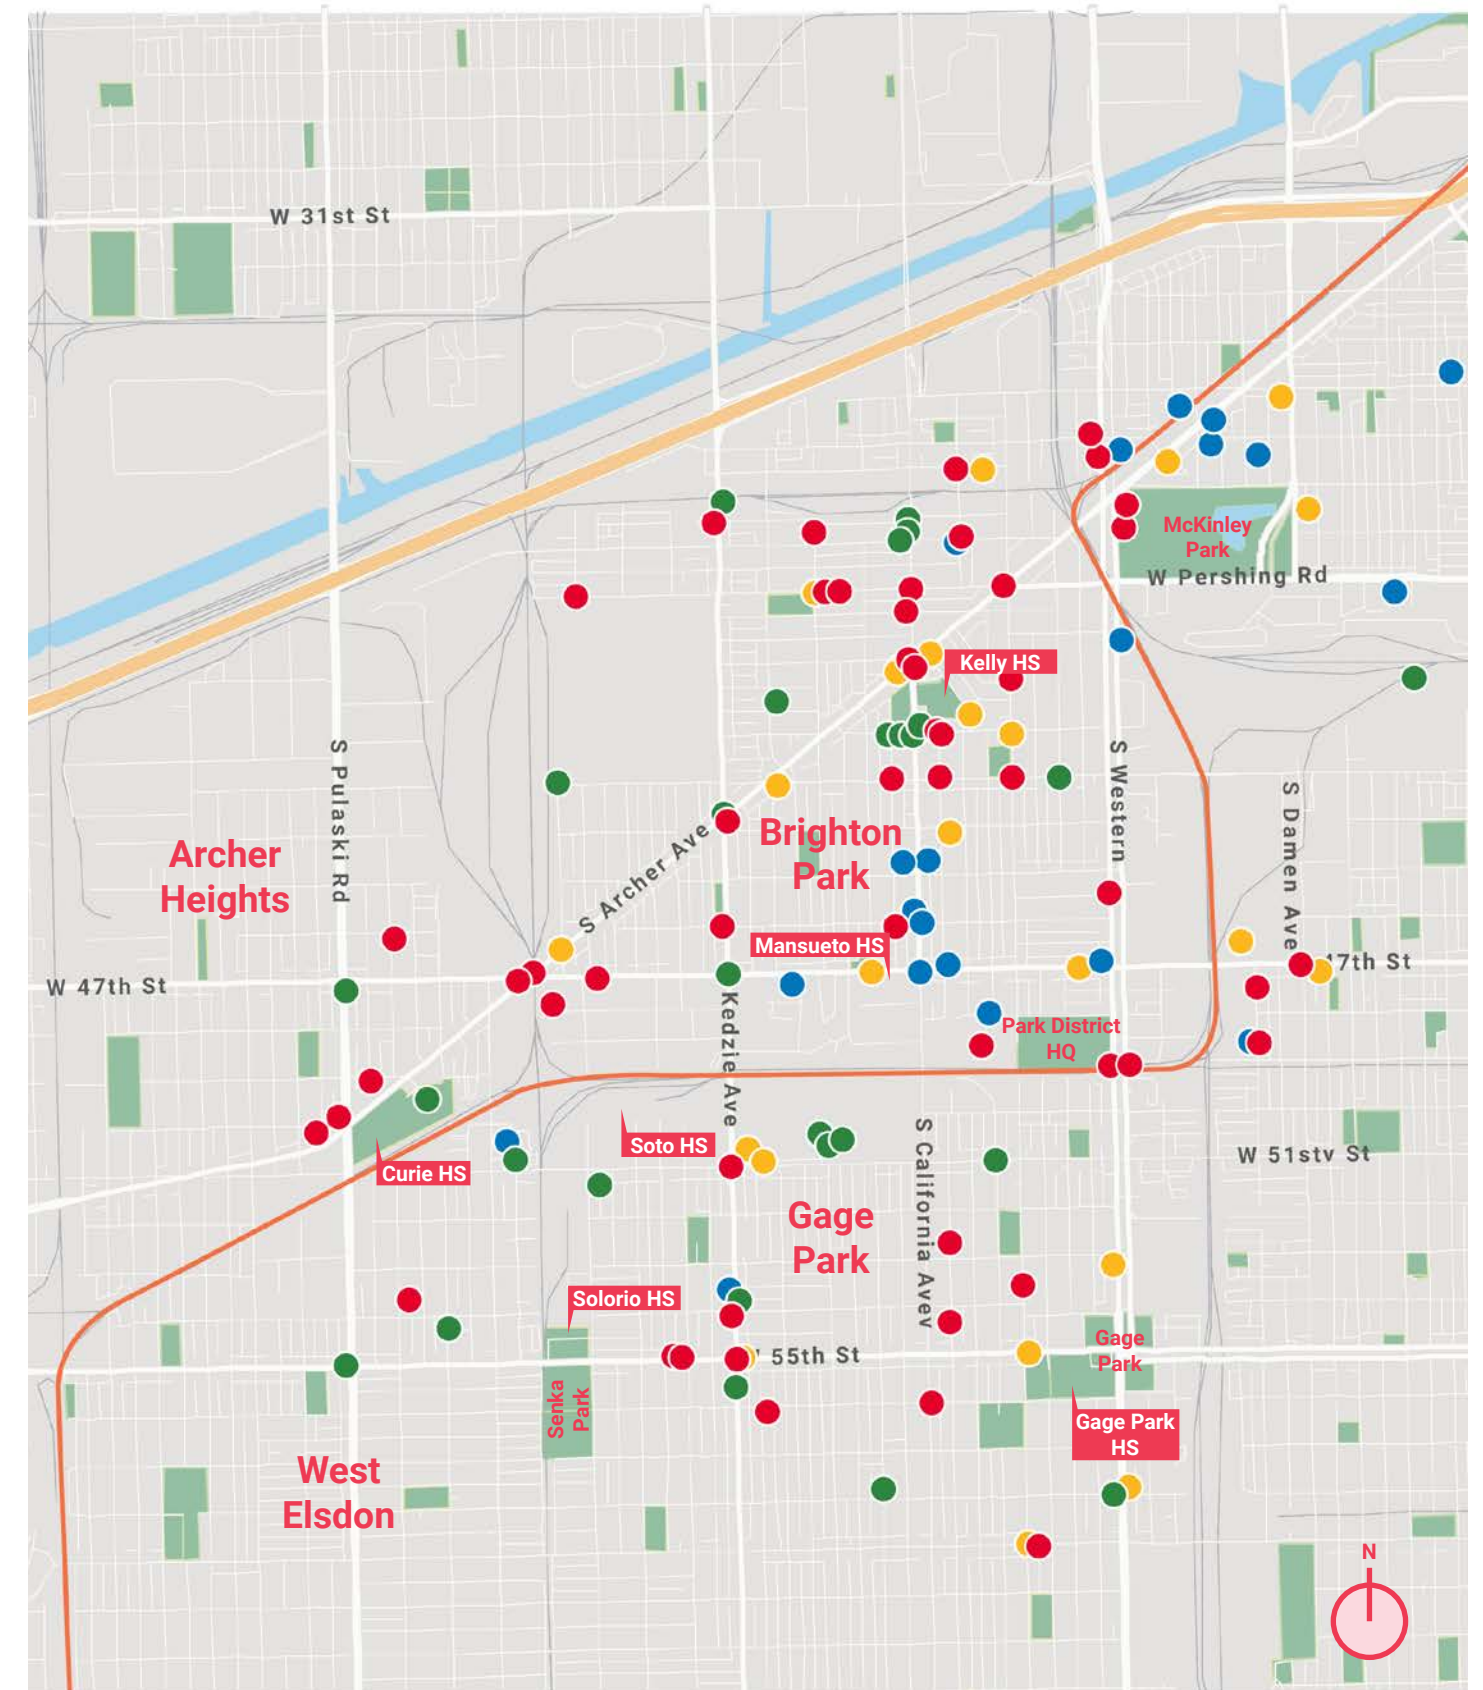 W 31st St
McKinley
Park
W Pershing Rd
Kelly HS
S Pulaski Rd
S Western
S Damen Ave
Archer
Heights
S Archer Ave
Brighton
Park
Mansueto HS
W 47th St
47th St
Kedzie Ave
Park District
HQ
Soto HS
Curie HS
S California Avev
W 51stv St
Gage
Park
Solorio HS
55th St
Gage
Park
Senka
Park
Gage Park
HS
West
Elsdon
N